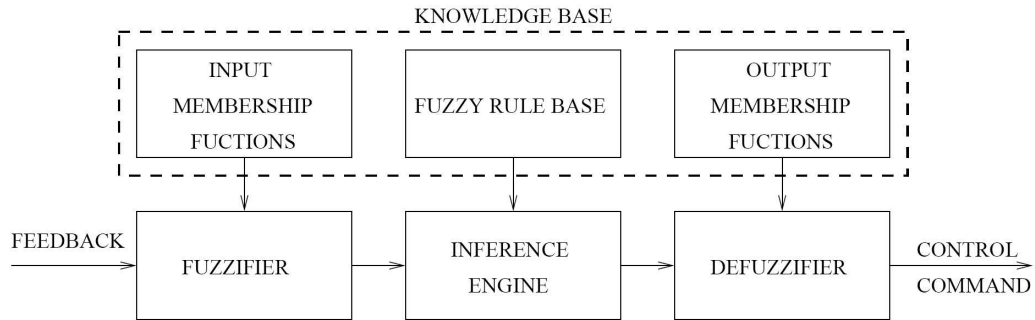 KNOWLEDGE BASE
INPUT
MEMBERSHIP
FUCTIONS
FUZZY RULE BASE
OUTPUT
MEMBERSHIP
FUCTIONS
FEEDBACK
FUZZIFIER
INFERENCE
ENGINE
DEFUZZIFIER
CONTROL
COMMAND